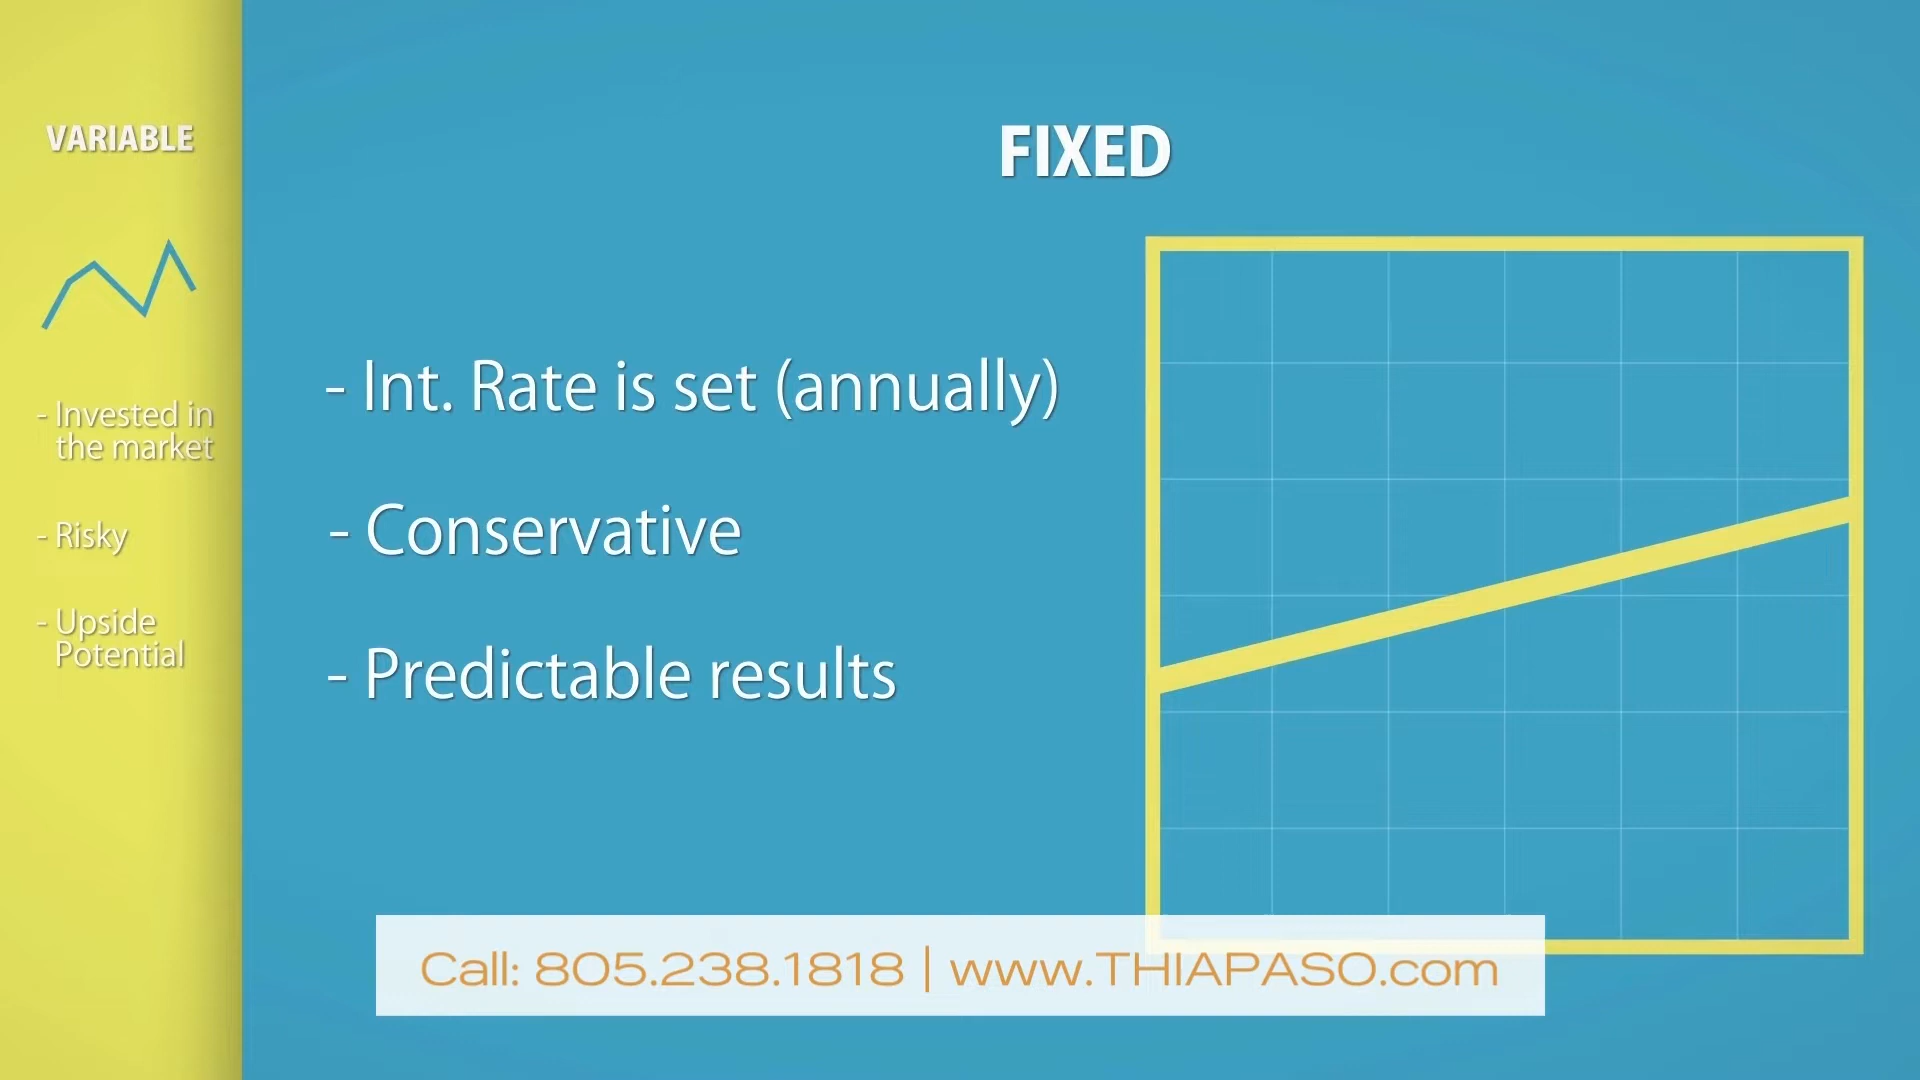 VARIABLE
- Invested in
the market
- Risky
- Upside
Potential
FIXED
- Int. Rate is set (annually)
- Conservative
- Predictable results
Call: 805.238.1818 | www.THIAPASO.com